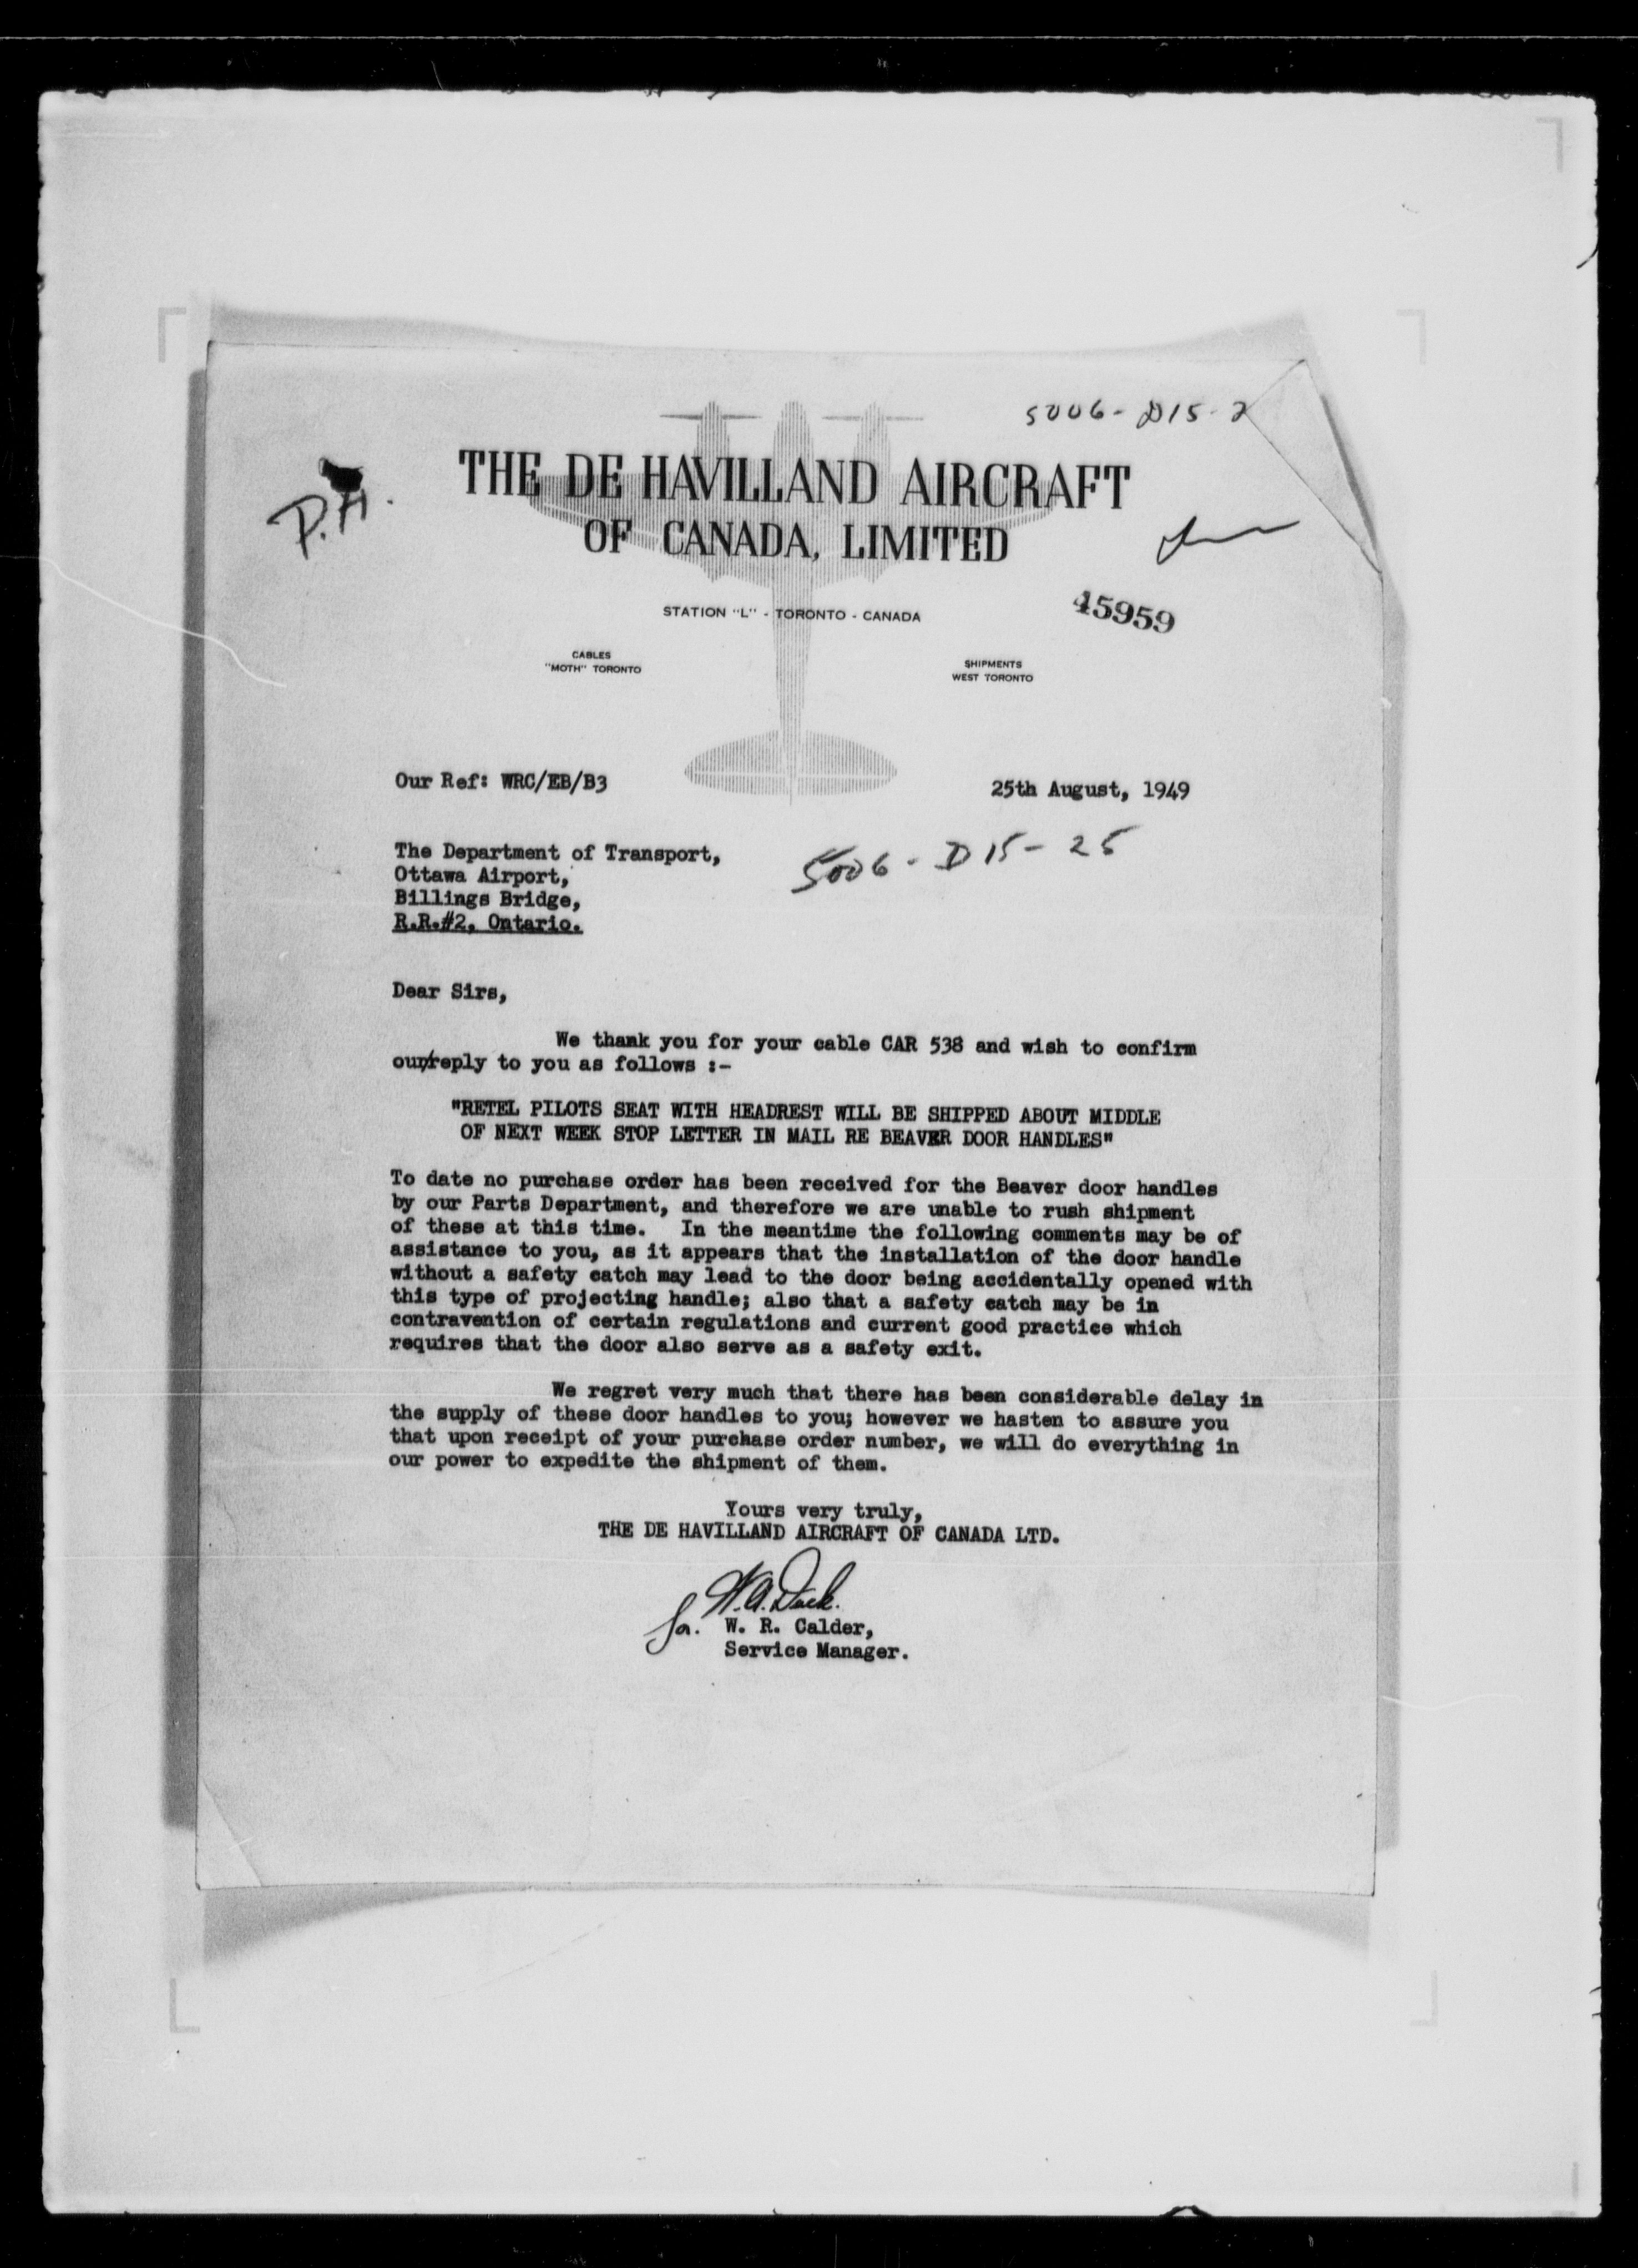 5006-D15-2
P.A.
THE DE HAVILLAND AIRCRAFT
OF CANADA, LIMITED
STATION "L" - TORONTO - CANADA
45959
CABLES
"MOTH" TORONTO
SHIPMENTS
WEST TORONTO
Our Ref: WRC/EB/B3
25th August, 1949
The Department of Transport,
Ottawa Airport,
Billings Bridge,
R.R.#2, Ontario.
5006-D15-25
Dear Sirs,
We thank you for your cable CAR 538 and wish to confirm
our/reply to you as follows :-
"RETEL PILOTS SEAT WITH HEADREST WILL BE SHIPPED ABOUT MIDDLE
OF NEXT WEEK STOP LETTER IN MAIL RE BEAVER DOOR HANDLES"
To date no purchase order has been received for the Beaver door handles
by our Parts Department, and therefore we are unable to rush shipment
of these at this time. In the meantime the following comments may be of
assistance to you, as it appears that the installation of the door handle
without a safety catch may lead to the door being accidentally opened with
this type of projecting handle; also that a safety catch may be in
contravention of certain regulations and current good practice which
requires that the door also serve as a safety exit.
We regret very much that there has been considerable delay in
the supply of these door handles to you; however we hasten to assure you
that upon receipt of your purchase order number, we will do everything in
our power to expedite the shipment of them.
Yours very truly,
THE DE HAVILLAND AIRCRAFT OF CANADA LTD.
W. R. Calder,
Service Manager.